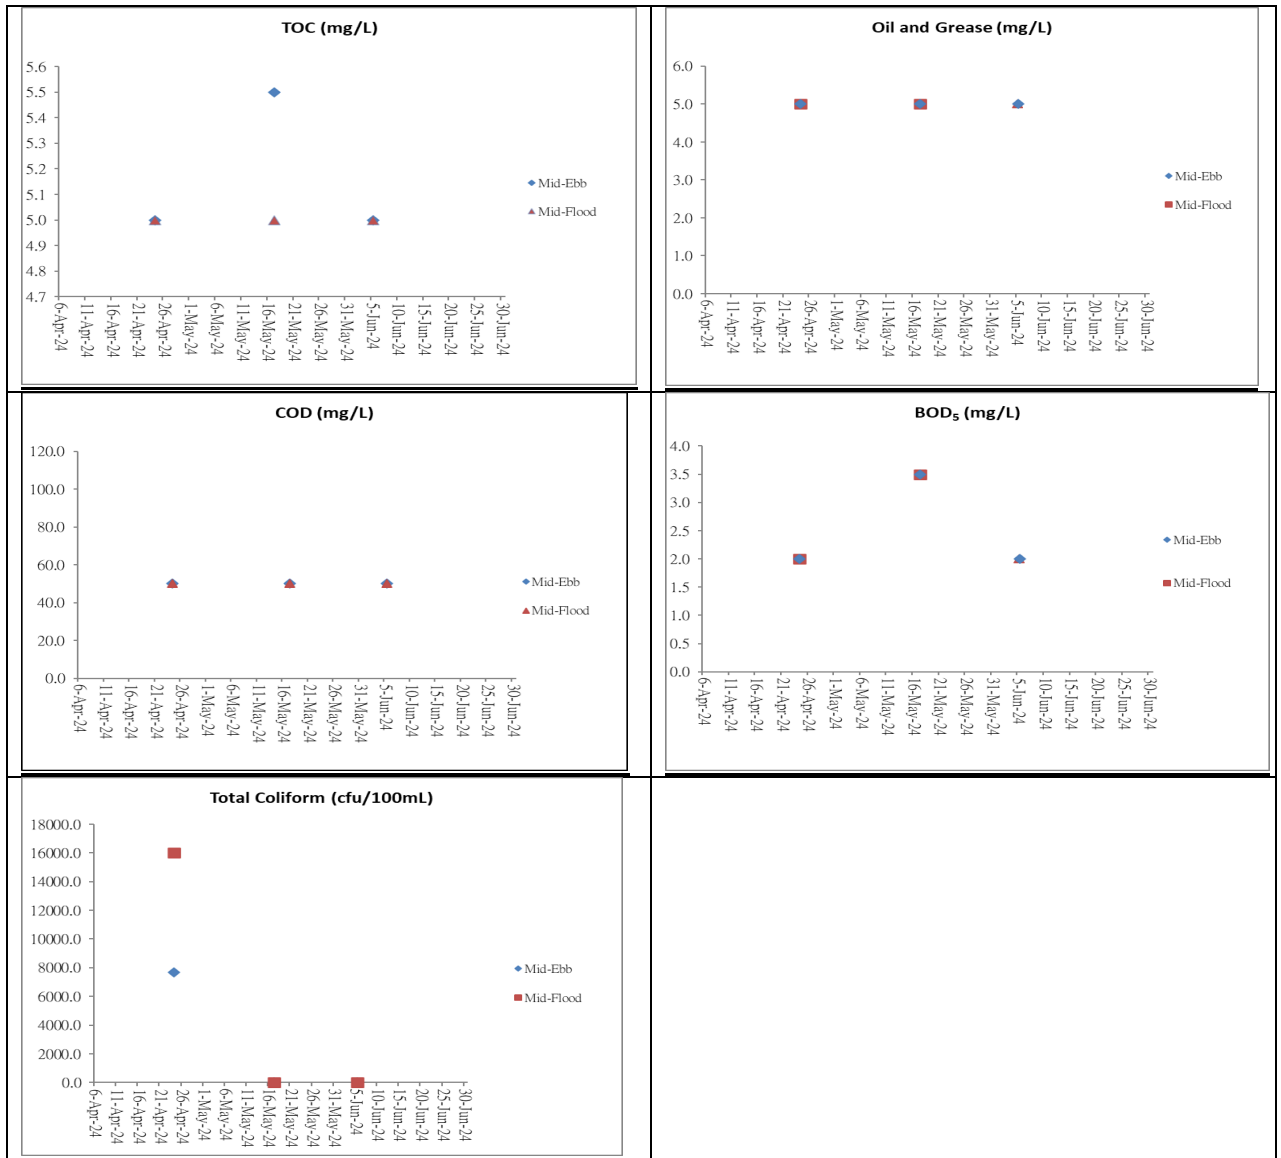 TOC (mg/L)
5.6
5.5
5.4
5.3
5.2
5.1
5.0
4.9
4.8
4.7
6-Apr-24
11-Apr-24
16-Apr-24
21-Apr-24
26-Apr-24
1-May-24
6-May-24
11-May-24
16-May-24
21-May-24
26-May-24
31-May-24
5-Jun-24
10-Jun-24
15-Jun-24
20-Jun-24
25-Jun-24
30-Jun-24
Mid-Ebb
Mid-Flood
Oil and Grease (mg/L)
6.0
5.0
4.0
3.0
2.0
1.0
0.0
6-Apr-24
11-Apr-24
16-Apr-24
21-Apr-24
26-Apr-24
1-May-24
6-May-24
11-May-24
16-May-24
21-May-24
26-May-24
31-May-24
5-Jun-24
10-Jun-24
15-Jun-24
20-Jun-24
25-Jun-24
30-Jun-24
Mid-Ebb
Mid-Flood
COD (mg/L)
120.0
100.0
80.0
60.0
40.0
20.0
0.0
6-Apr-24
11-Apr-24
16-Apr-24
21-Apr-24
26-Apr-24
1-May-24
6-May-24
11-May-24
16-May-24
21-May-24
26-May-24
31-May-24
5-Jun-24
10-Jun-24
15-Jun-24
20-Jun-24
25-Jun-24
30-Jun-24
Mid-Ebb
Mid-Flood
BOD₅ (mg/L)
4.0
3.5
3.0
2.5
2.0
1.5
1.0
0.5
0.0
6-Apr-24
11-Apr-24
16-Apr-24
21-Apr-24
26-Apr-24
1-May-24
6-May-24
11-May-24
16-May-24
21-May-24
26-May-24
31-May-24
5-Jun-24
10-Jun-24
15-Jun-24
20-Jun-24
25-Jun-24
30-Jun-24
Mid-Ebb
Mid-Flood
Total Coliform (cfu/100mL)
18000.0
16000.0
14000.0
12000.0
10000.0
8000.0
6000.0
4000.0
2000.0
0.0
6-Apr-24
11-Apr-24
16-Apr-24
21-Apr-24
26-Apr-24
1-May-24
6-May-24
11-May-24
16-May-24
21-May-24
26-May-24
31-May-24
5-Jun-24
10-Jun-24
15-Jun-24
20-Jun-24
25-Jun-24
30-Jun-24
Mid-Ebb
Mid-Flood